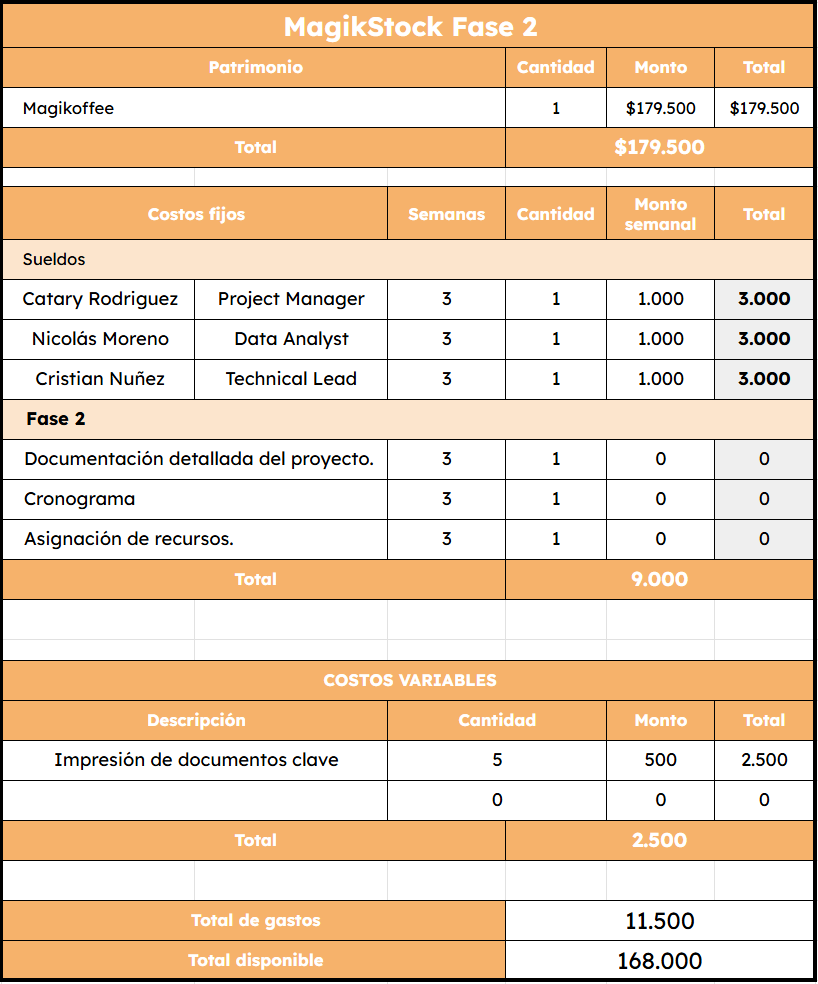 MagikStock Fase 2
Patrimonio Cantidad Monto Total
Magikoffee 1 $179.500 $179.500
Total $179.500
Costos fijos Semanas Cantidad Monto semanal Total
Sueldos
Catary Rodriguez Project Manager 3 1 1.000 3.000
Nicolás Moreno Data Analyst 3 1 1.000 3.000
Cristian Nuñez Technical Lead 3 1 1.000 3.000
Fase 2
Documentación detallada del proyecto. 3 1 0 0
Cronograma 3 1 0 0
Asignación de recursos. 3 1 0 0
Total 9.000
COSTOS VARIABLES
Descripción Cantidad Monto Total
Impresión de documentos clave 5 500 2.500
0 0 0
Total 2.500
Total de gastos 11.500
Total disponible 168.000